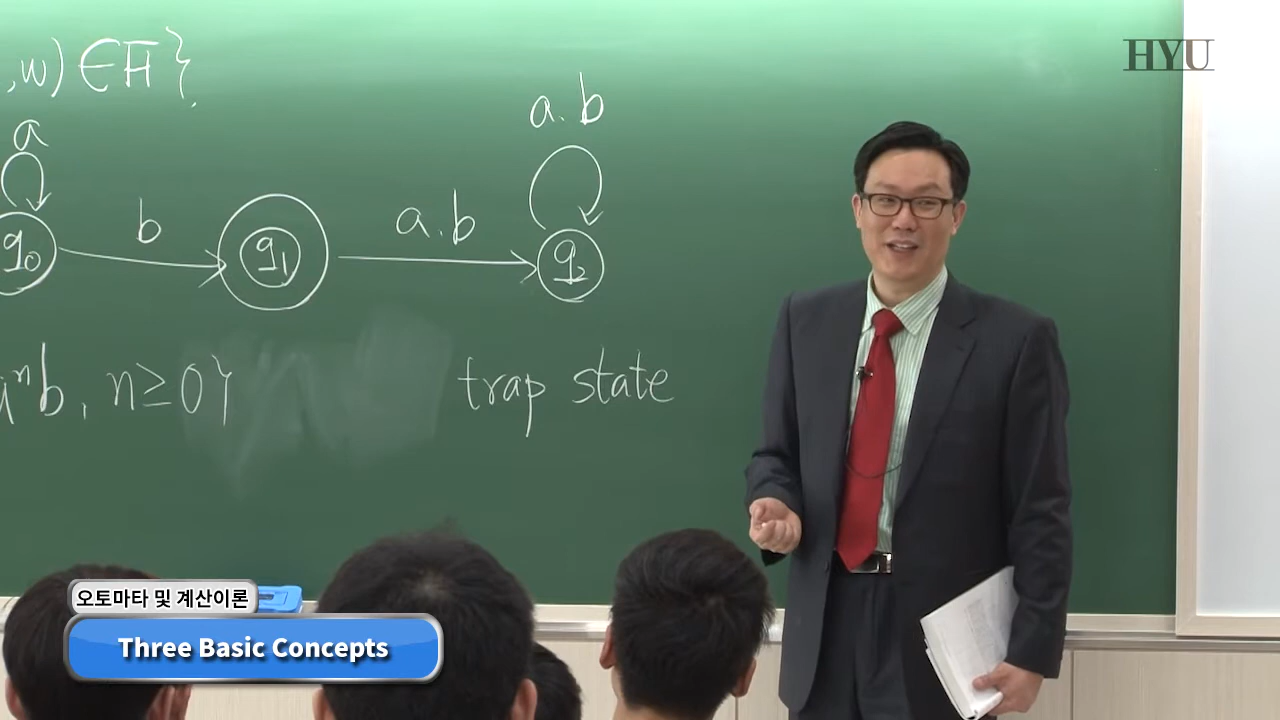 HYU
,w) ∈ H̅ }
a
a.b
b
a.b
q₀
q₁
q₂
aⁿb, n≥0}
trap state
오토마타 및 계산이론
Three Basic Concepts